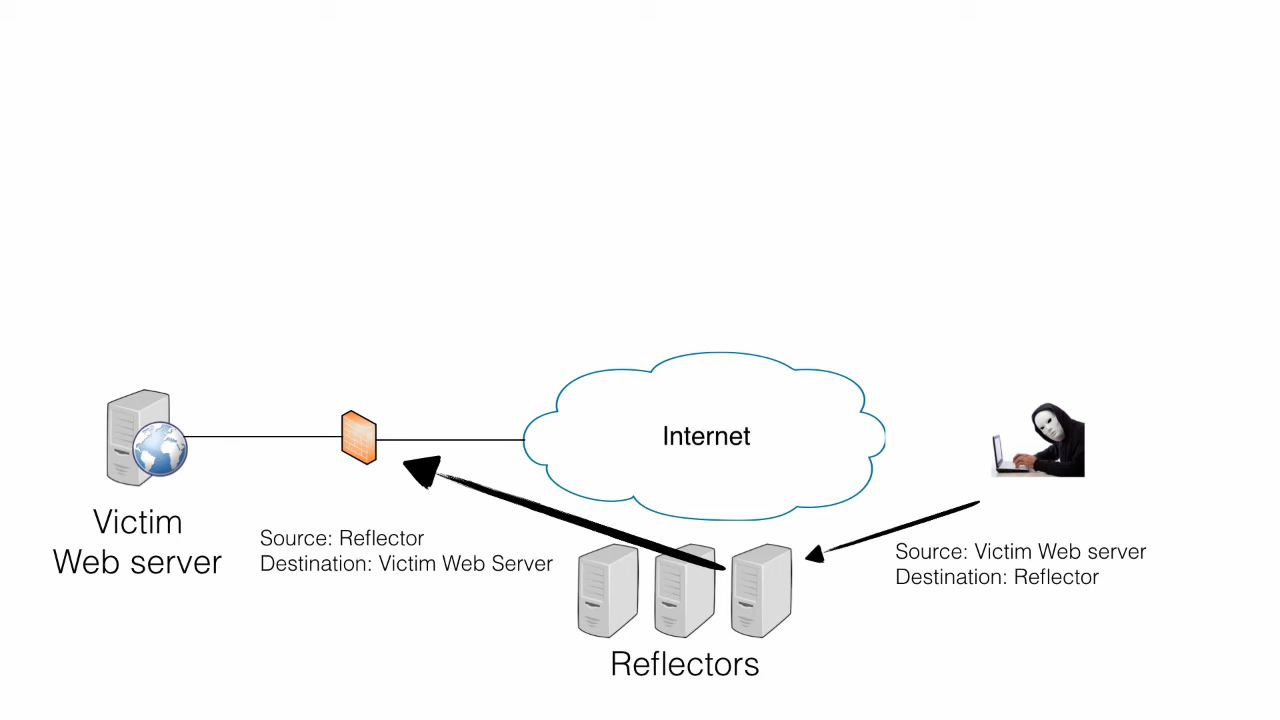 Internet
Victim
Web server
Source: Reflector
Destination: Victim Web Server
Source: Victim Web server
Destination: Reflector
Reflectors